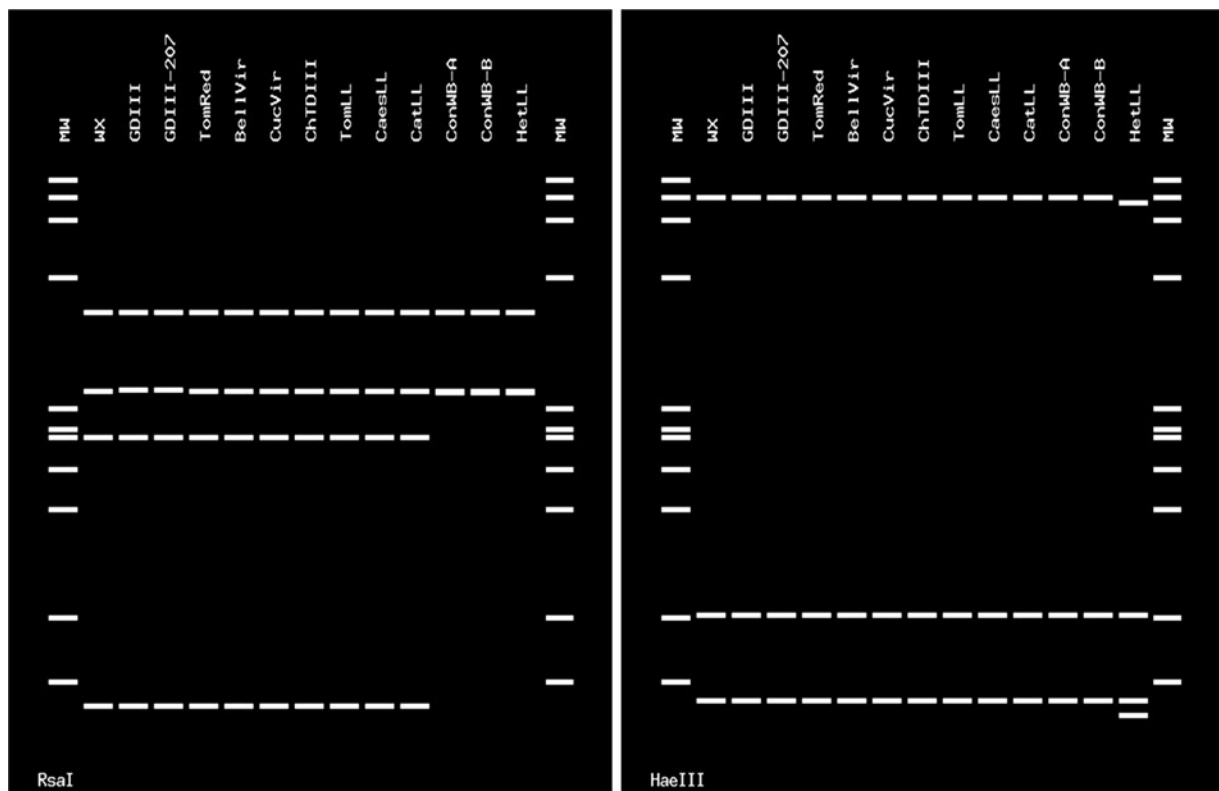 MW
WX
GDIII
GDIII-207
TomRed
BellVir
CucVir
ChTDIII
TomLL
CaesLL
CatLL
ConWB-A
ConWB-B
HetLL
MW
RsaI
MW
WX
GDIII
GDIII-207
TomRed
BellVir
CucVir
ChTDIII
TomLL
CaesLL
CatLL
ConWB-A
ConWB-B
HetLL
MW
HaeIII